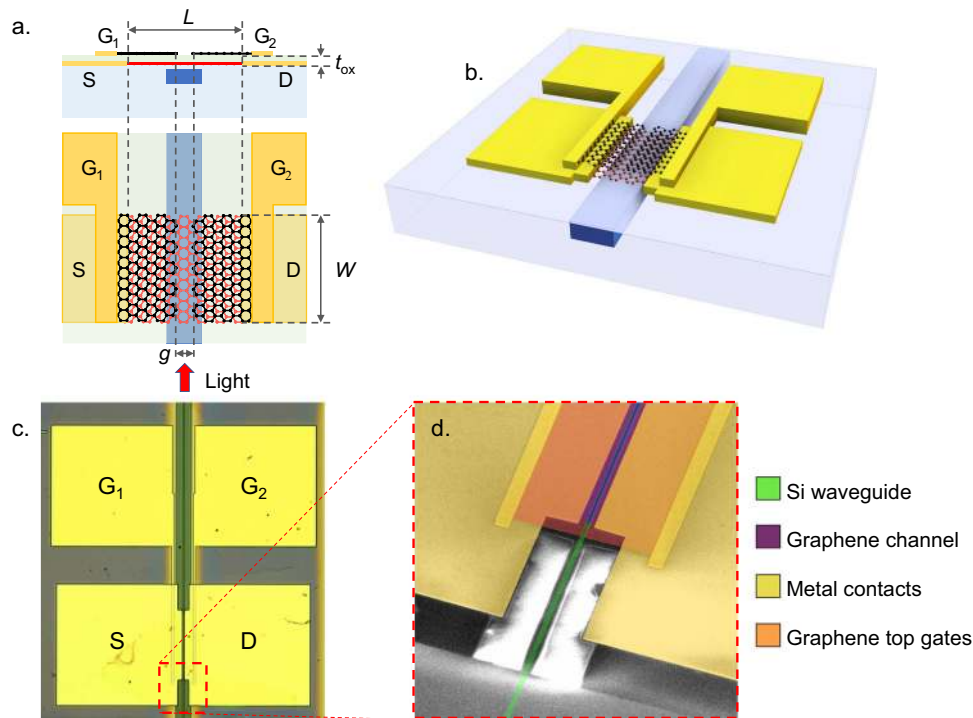 a.
L
G₁
G₂
tox
S
D
b.
G₁
G₂
S
D
W
g
Light
c.
G₁
G₂
S
D
d.
Si waveguide
Graphene channel
Metal contacts
Graphene top gates